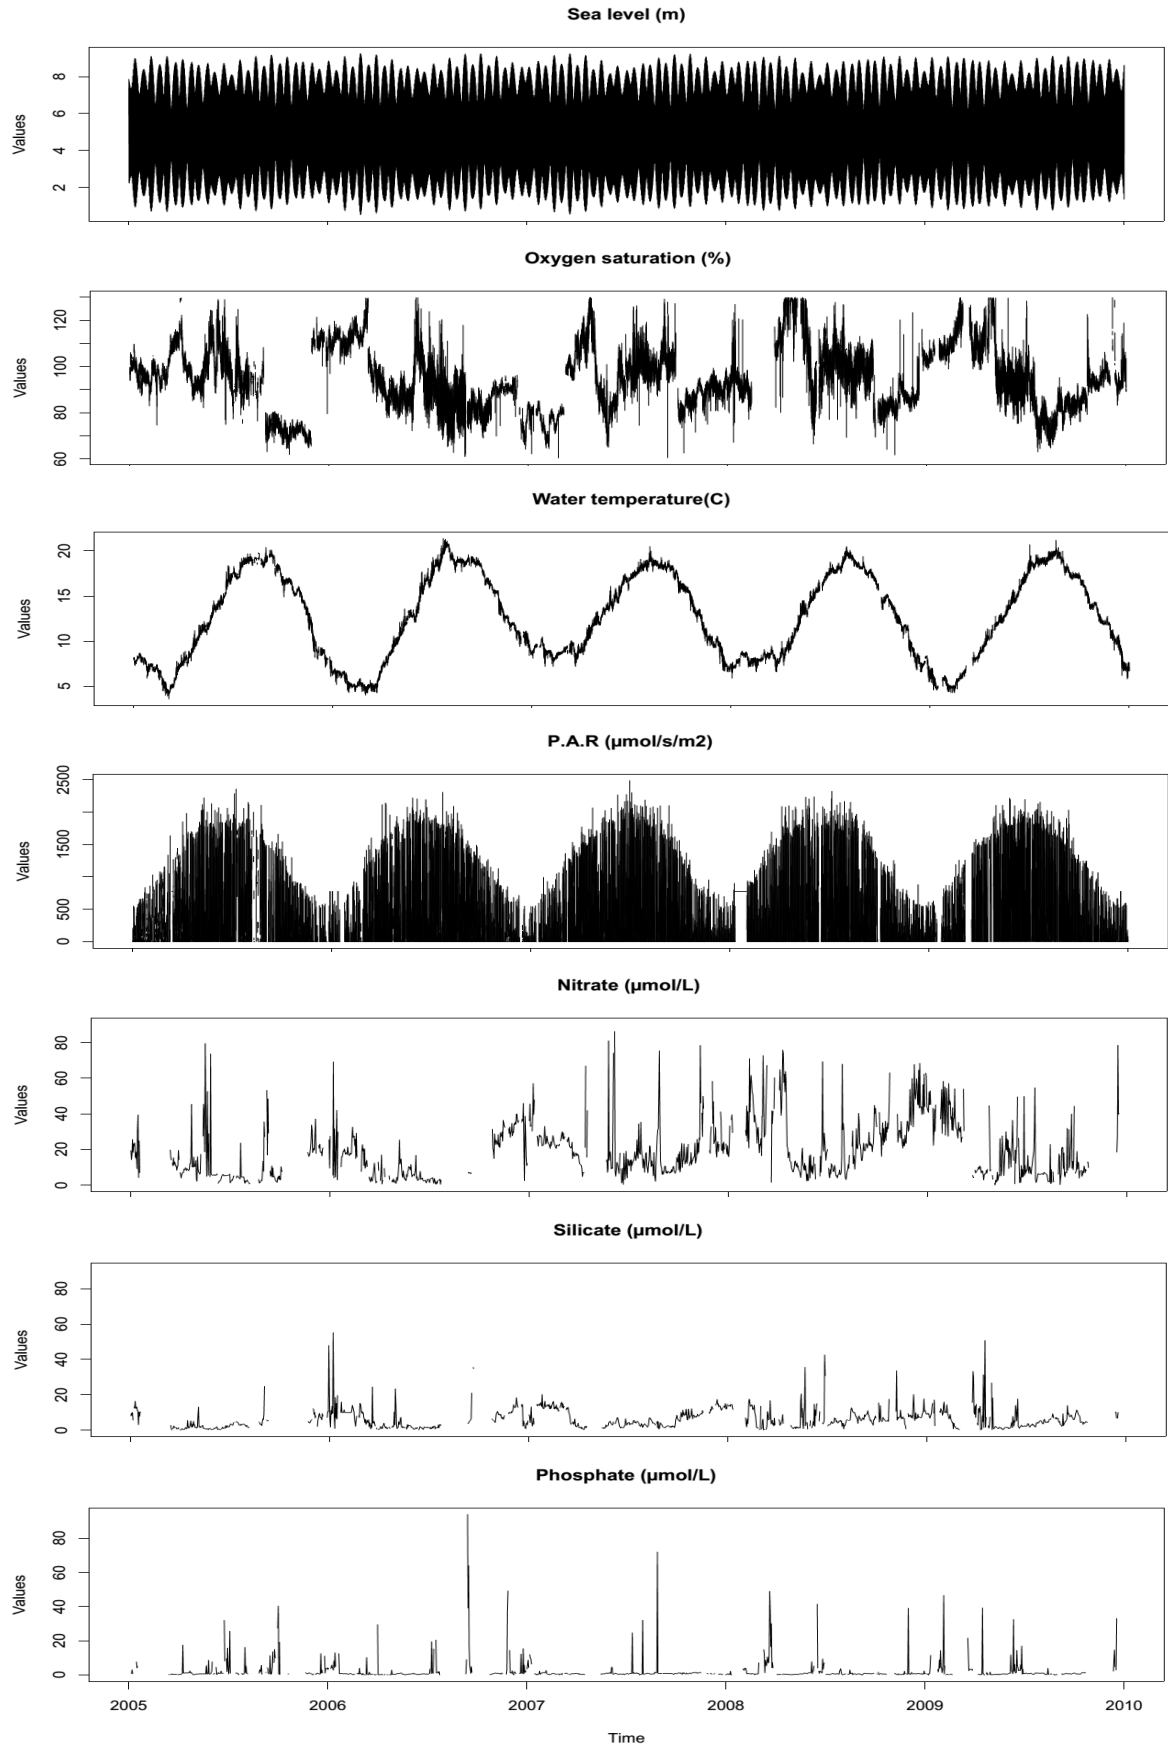 Sea level (m)
Values
8
6
4
2
Oxygen saturation (%)
Values
120
100
80
60
Water temperature(C)
Values
20
15
10
5
P.A.R (µmol/s/m2)
Values
2500
1500
500
0
Nitrate (µmol/L)
Values
80
60
40
20
0
Silicate (µmol/L)
Values
80
60
40
20
0
Phosphate (µmol/L)
Values
80
60
40
20
0
2005 2006 2007 2008 2009 2010
Time